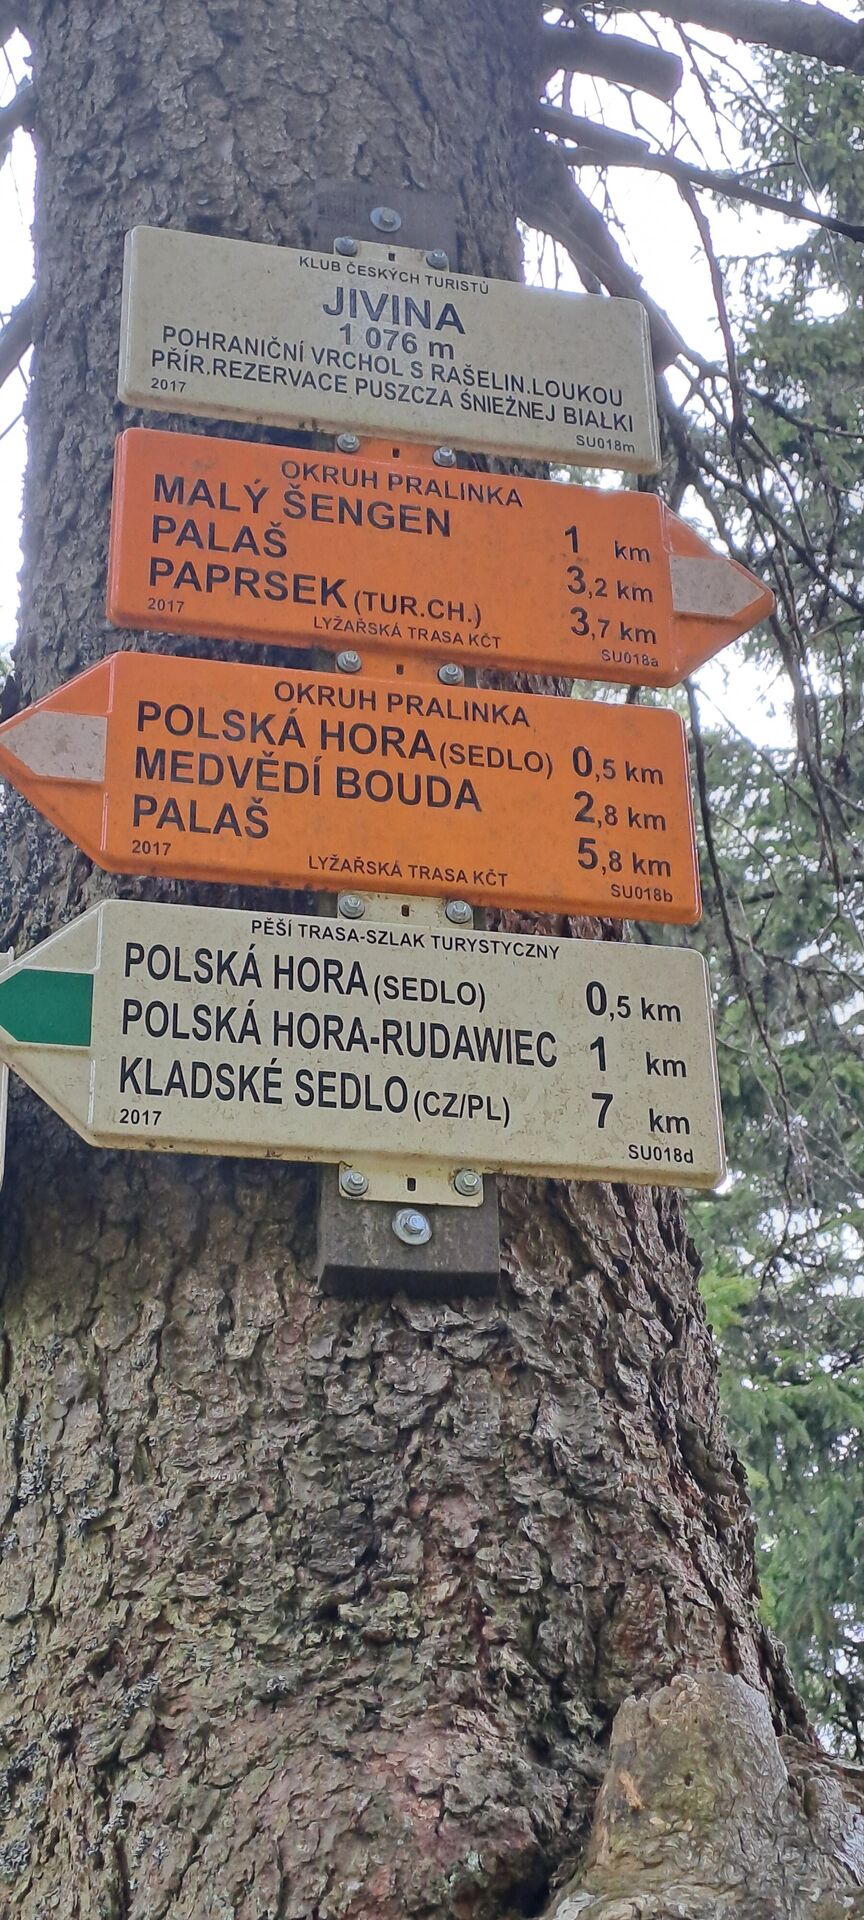 KLUB ČESKÝCH TURISTŮ
JIVINA
1 076 m
POHRANIČNÍ VRCHOL S RAŠELIN.LOUKOU
PŘÍR.REZERVACE PUSZCZA ŚNIEŻNEJ BIAŁKI
2017 SU018m
OKRUH PRALINKA
MALÝ ŠENGEN 1 km
PALAŠ 3,2 km
PAPRSEK (TUR.CH.) 3,7 km
2017 LYŽAŘSKÁ TRASA KČT SU018a
OKRUH PRALINKA
POLSKÁ HORA (SEDLO) 0,5 km
MEDVĚDÍ BOUDA 2,8 km
PALAŠ 5,8 km
2017 LYŽAŘSKÁ TRASA KČT SU018b
PĚŠÍ TRASA-SZLAK TURYSTYCZNY
POLSKÁ HORA (SEDLO) 0,5 km
POLSKÁ HORA-RUDAWIEC 1 km
KLADSKÉ SEDLO (CZ/PL) 7 km
2017 SU018d